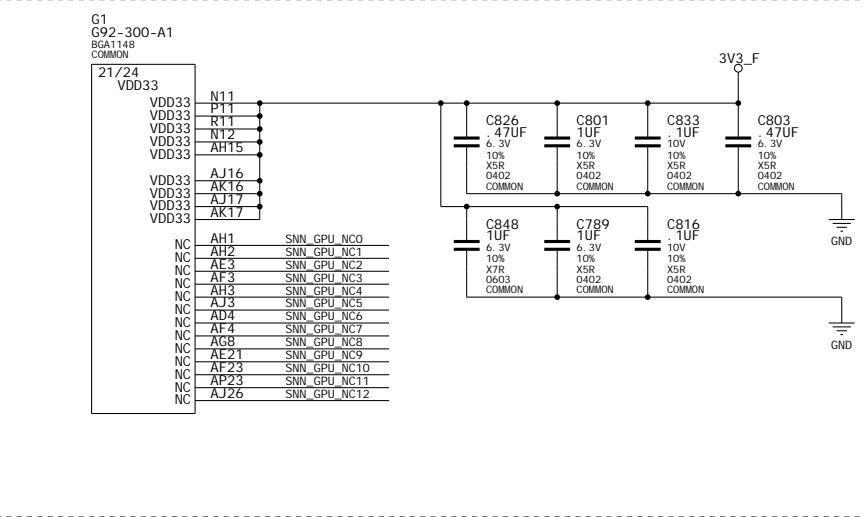 G1
G92-300-A1
BGA1148
COMMON
21/24
VDD33
VDD33 N11
VDD33 P11
VDD33 R11
VDD33 N12
VDD33 AH15
VDD33 AJ16
VDD33 AK16
VDD33 AJ17
VDD33 AK17
NC AH1 SNN_GPU_NC0
NC AH2 SNN_GPU_NC1
NC AE3 SNN_GPU_NC2
NC AF3 SNN_GPU_NC3
NC AH3 SNN_GPU_NC4
NC AJ3 SNN_GPU_NC5
NC AD4 SNN_GPU_NC6
NC AF4 SNN_GPU_NC7
NC AG8 SNN_GPU_NC8
NC AE21 SNN_GPU_NC9
NC AF23 SNN_GPU_NC10
NC AP23 SNN_GPU_NC11
NC AJ26 SNN_GPU_NC12
3V3_F
C826
.47UF
6.3V
10%
X5R
0402
COMMON
C801
1UF
6.3V
10%
X5R
0402
COMMON
C833
.1UF
10V
10%
X5R
0402
COMMON
C803
.47UF
6.3V
10%
X5R
0402
COMMON
GND
C848
1UF
6.3V
10%
X7R
0603
COMMON
C789
1UF
6.3V
10%
X5R
0402
COMMON
C816
.1UF
10V
10%
X5R
0402
COMMON
GND